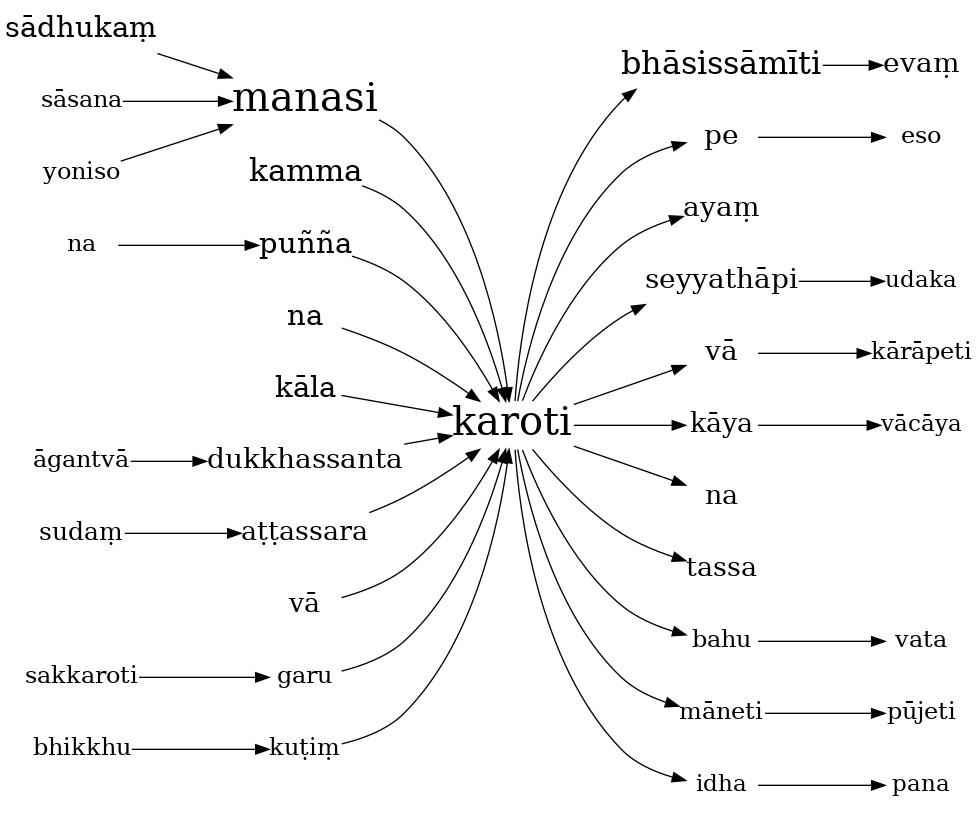 sādhukaṃ
manasi
sāsana
yoniso
kamma
na
puñña
na
kāla
āgantvā
dukkhassanta
sudaṃ
aṭṭassara
vā
sakkaroti
garu
bhikkhu
kuṭiṃ
karoti
bhāsissāmīti
evaṃ
pe
eso
ayaṃ
seyyathāpi
udaka
vā
kārāpeti
kāya
vācāya
na
tassa
bahu
vata
māneti
pūjeti
idha
pana